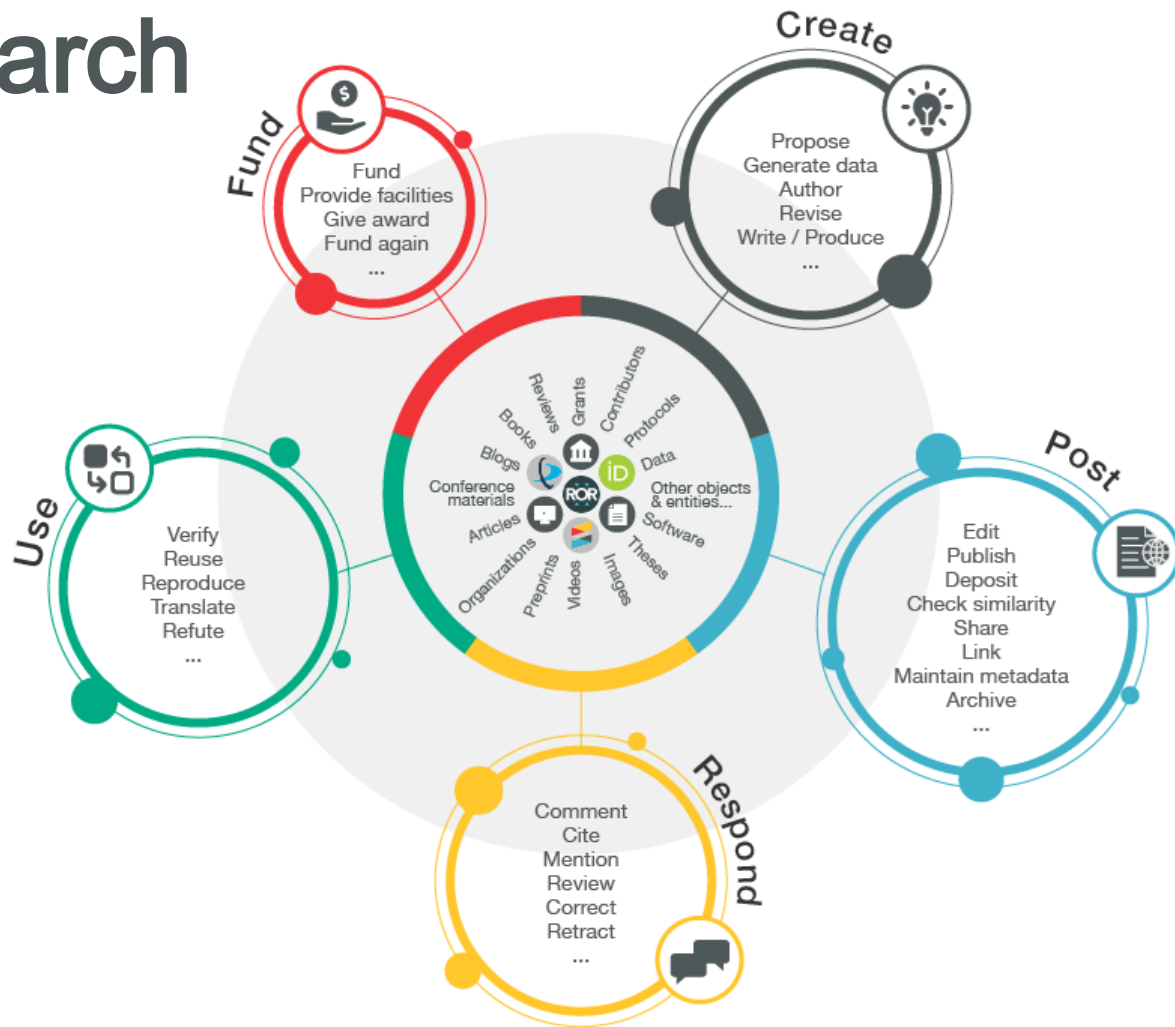 arch
Fund
Fund
Provide facilities
Give award
Fund again
...
Create
Propose
Generate data
Author
Revise
Write / Produce
...
Grants
Contributors
Protocols
Data
Other objects
& entities...
Software
Theses
Images
Videos
Preprints
Organizations
Articles
Conference
materials
Blogs
Books
Reviews
iD
ROR
Use
Verify
Reuse
Reproduce
Translate
Refute
...
Post
Edit
Publish
Deposit
Check similarity
Share
Link
Maintain metadata
Archive
...
Respond
Comment
Cite
Mention
Review
Correct
Retract
...